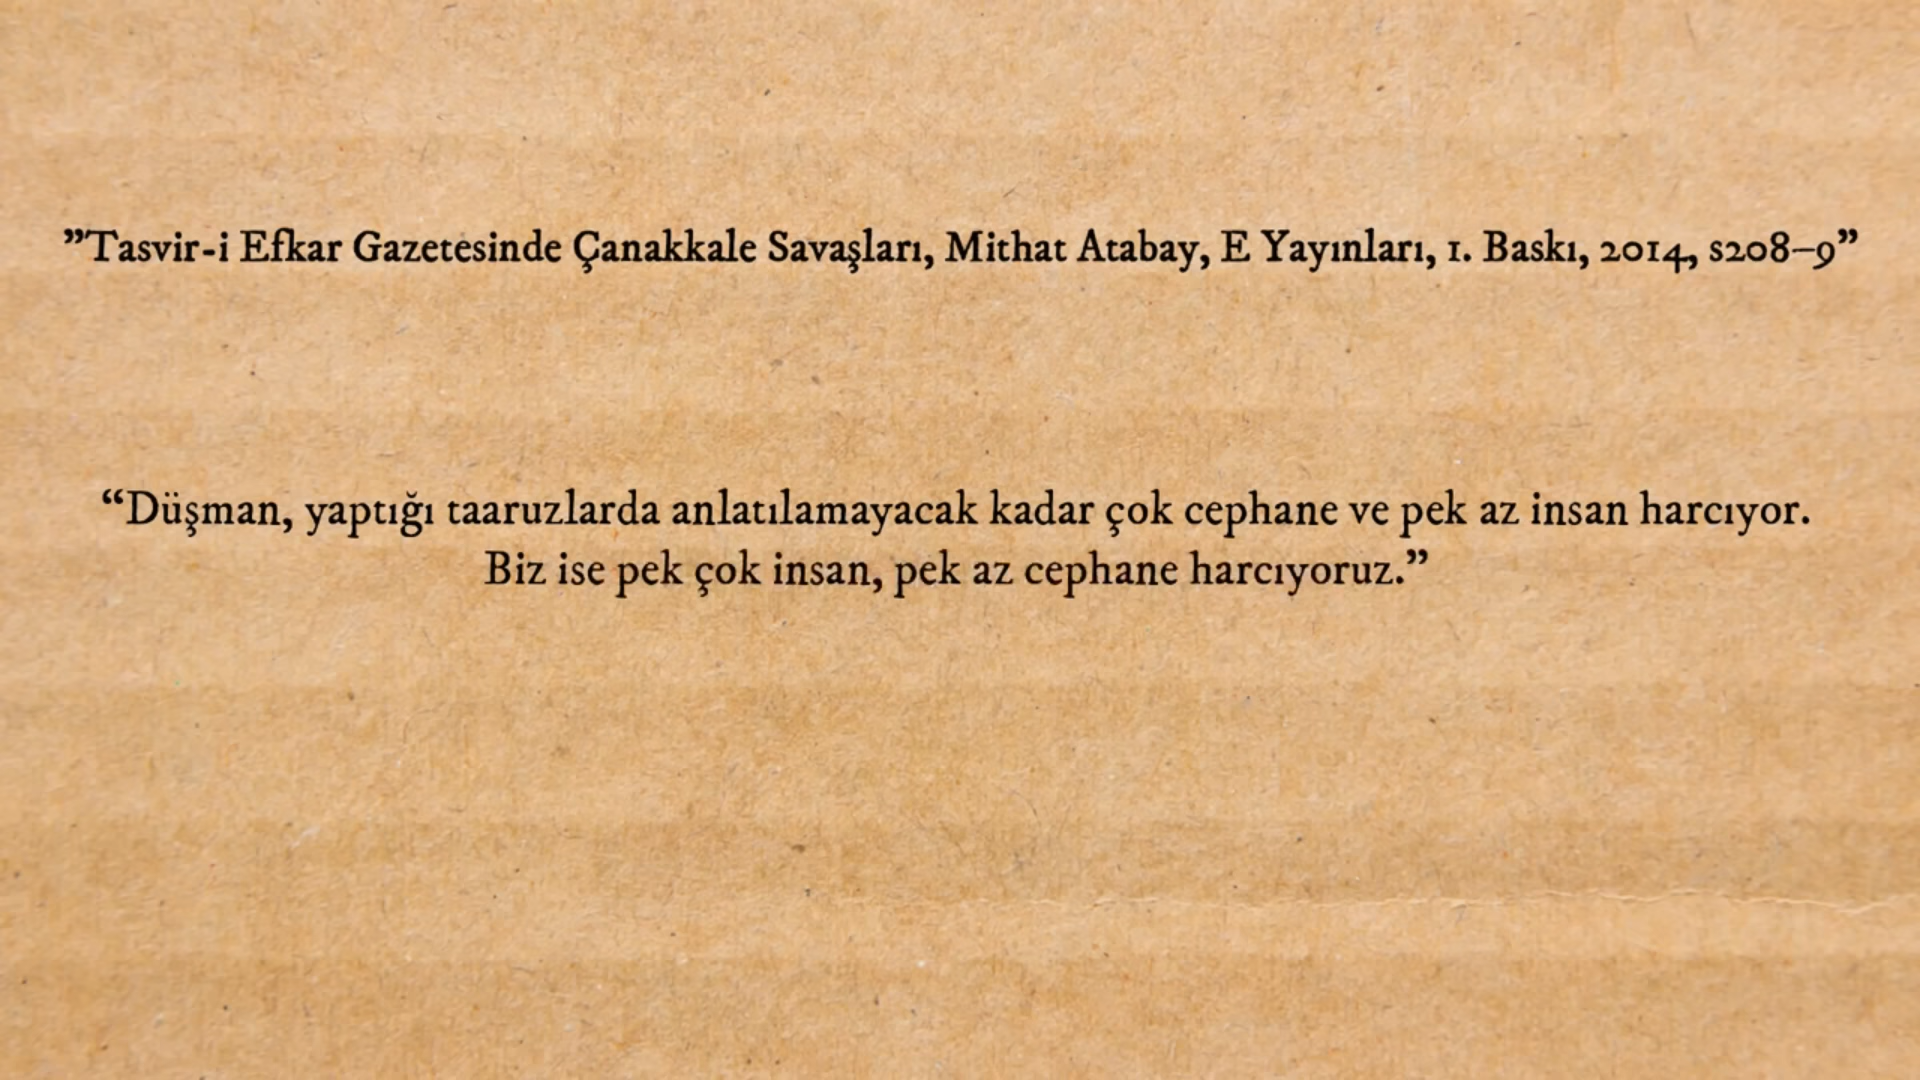 ”Tasvir-i Efkar Gazetesinde Çanakkale Savaşları, Mithat Atabay, E Yayınları, 1. Baskı, 2014, s208–9”
“Düşman, yaptığı taaruzlarda anlatılamayacak kadar çok cephane ve pek az insan harcıyor.
Biz ise pek çok insan, pek az cephane harcıyoruz.”